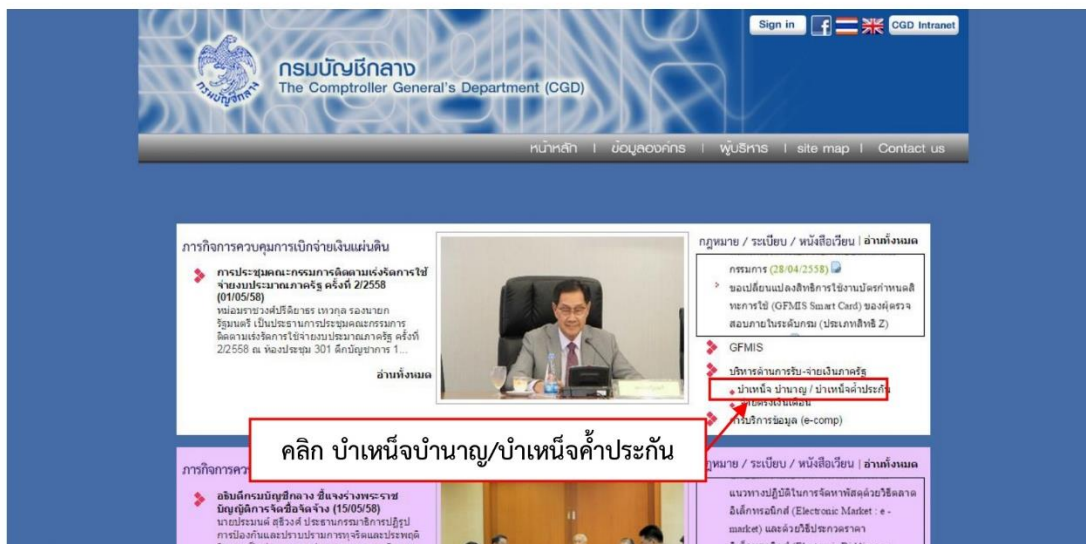 Sign in
CGD Intranet
กรมบัญชีกลาง
The Comptroller General's Department (CGD)
หน้าหลัก | ข้อมูลองค์กร | ผู้บริหาร | site map | Contact us
ภารกิจการควบคุมการเบิกจ่ายเงินแผ่นดิน
การประชุมคณะกรรมการติดตามเร่งรัดการใช้
จ่ายงบประมาณภาครัฐ ครั้งที่ 2/2558
(01/05/58)
หม่อมราชวงศ์ปรีดิยาธร เทวกุล รองนายก
รัฐมนตรี เป็นประธานการประชุมคณะกรรมการ
ติดตามเร่งรัดการใช้จ่ายงบประมาณภาครัฐ ครั้งที่
2/2558 ณ ห้องประชุม 301 ตึกบัญชาการ 1...
อ่านทั้งหมด
กฎหมาย / ระเบียบ / หนังสือเวียน | อ่านทั้งหมด
กรรมการ (28/04/2558)
ขอเปลี่ยนแปลงสิทธิการใช้งานบัตรกำหนดสิ
ทธการใช้ (GFMIS Smart Card) ของผู้ตรวจ
สอบภายในระดับกรม (ประเภทสิทธิ Z)
GFMIS
บริหารด้านการรับ-จ่ายเงินภาครัฐ
บำเหน็จ บำนาญ / บำเหน็จค้ำประกัน
จ่ายตรงเงินเดือน
การบริการข้อมูล (e-comp)
คลิก บำเหน็จบำนาญ/บำเหน็จค้ำประกัน
ภารกิจการคว
อธิบดีกรมบัญชีกลาง ชี้แจงร่างพระราช
บัญญัติการจัดซื้อจัดจ้าง (15/05/58)
นายประมนต์ สุธีวงศ์ ประธานกรรมาธิการปฏิรูป
การป้องกันและปราบปรามการทุจริตและประพฤติ
กฎหมาย / ระเบียบ / หนังสือเวียน | อ่านทั้งหมด
แนวทางปฏิบัติในการจัดหาพัสดุด้วยวิธีตลาด
อิเล็กทรอนิกส์ (Electronic Market : e -
market) และด้วยวิธีประกวดราคา